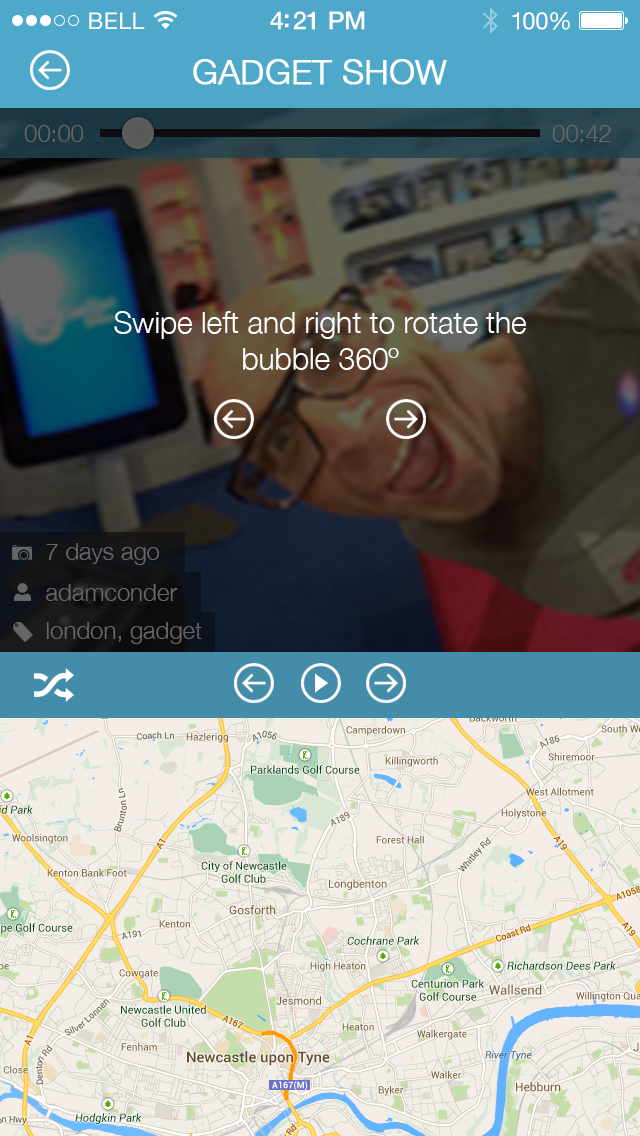 BELL 4:21 PM 100%
GADGET SHOW
00:00 00:42
Swipe left and right to rotate the
bubble 360º
7 days ago
adamconder
london, gadget
Backworth
Camperdown
South We
Coach Ln
Hazlerigg
A1056
A186
Shiremoor
Parklands Golf Course
Killingworth
West Allotment
id Park
Brunton Ln
A189
Holystone
Woolsington
A1
Forest Hall
Whitley Rd
A19
City of Newcastle
Golf Club
Kenton Bank Foot
Longbenton
A1058
Gosforth
pe Golf Course
Kenton
A191
Coast Rd
A19
Cochrane Park
pe
Cowgate
High Heaton
Richardson Dees Park
Centurion Park
Golf Course
Wallsend
Willington Qua
Newcastle United
Golf Club
Jesmond
A167
Silver Lonnen
Heaton
Walkergate
Fenham
Newcastle upon Tyne
River Tyne
Close
Denton Rd
Walker
A167(M)
Byker
Hebburn
Hodgkin Park
on Hwy
Rd